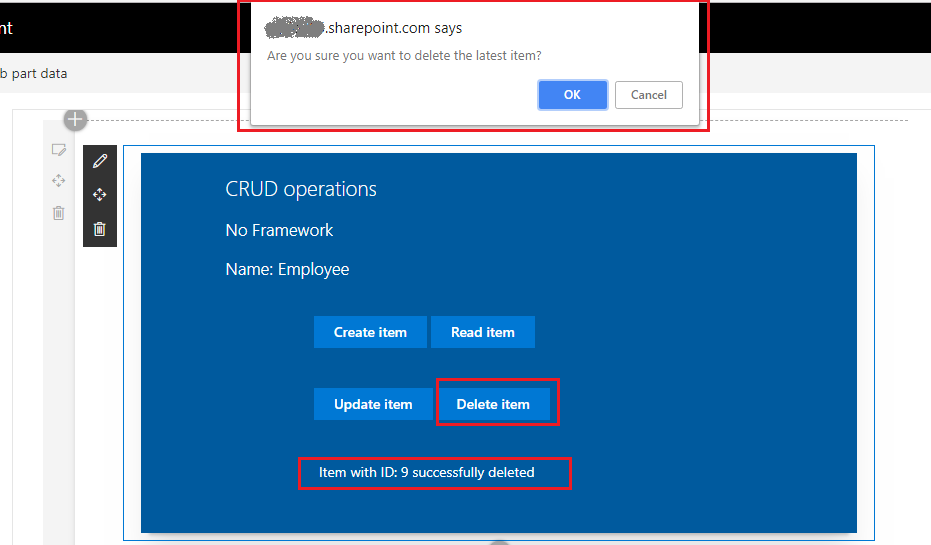 nt
.sharepoint.com says
Are you sure you want to delete the latest item?
OK Cancel
b part data
CRUD operations
No Framework
Name: Employee
Create item Read item
Update item Delete item
Item with ID: 9 successfully deleted